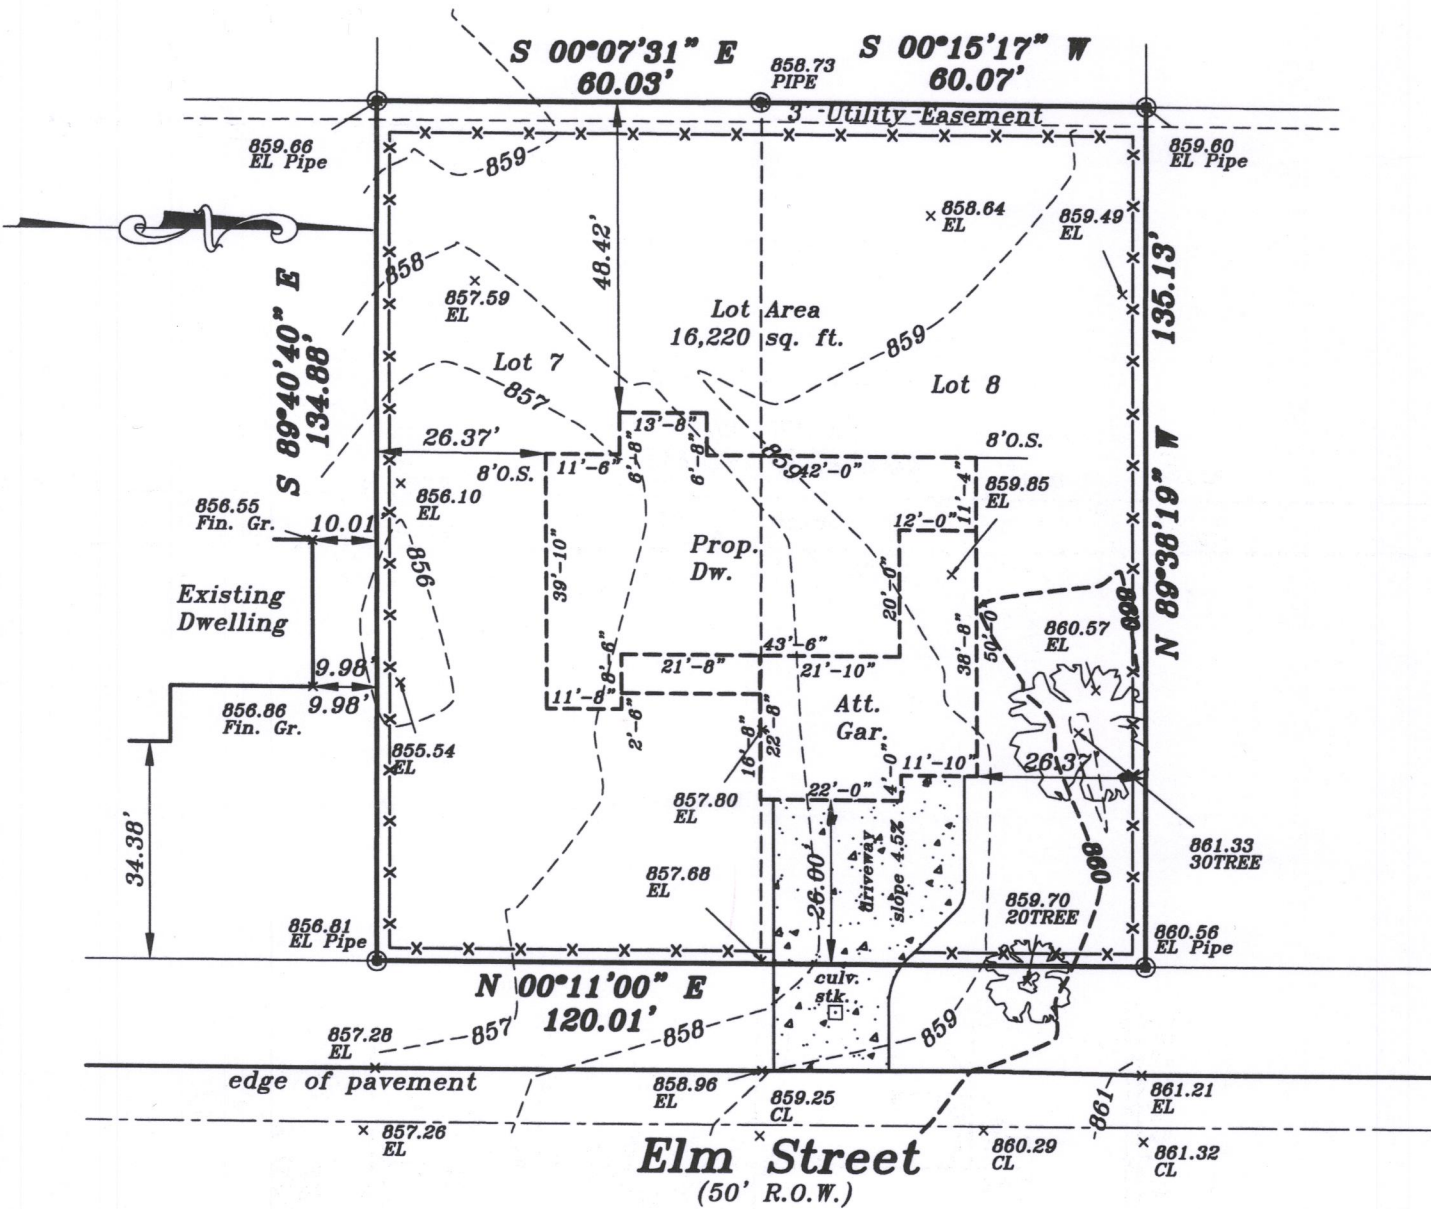 S 00°07'31" E
60.03'
858.73
PIPE
S 00°15'17" W
60.07'
3' Utility Easement
859.66
EL Pipe
859
859.60
EL Pipe
858.64
EL
859.49
EL
48.42'
858
857.59
EL
S 89°40'40" E
134.88'
135.13'
N 89°38'19" W
Lot Area
16,220 sq. ft.
859
Lot 7
857
Lot 8
26.37'
8'O.S.
11'-6"
13'-8"
6'-8"
6'-8"
859
42'-0"
11'-4"
8'O.S.
859.85
EL
856.10
EL
856.55
Fin. Gr.
10.01'
12'-0"
39'-10"
Prop.
Dw.
20'-0"
856
Existing
Dwelling
860
860.57
EL
38'-8"
50'-0"
43'-6"
8'-6"
21'-8"
21'-10"
9.98'
9.98'
856.86
Fin. Gr.
11'-8"
2'-6"
16'-8"
22'-8"
Att.
Gar.
855.54
EL
4'-0"
11'-10"
26.37
22'-0"
857.80
EL
34.38'
26.00'
driveway
slope 4.5%
860
861.33
30TREE
857.68
EL
859.70
20TREE
856.81
EL Pipe
860.56
EL Pipe
N 00°11'00" E
120.01'
culv.
stk.
857
858
859
857.28
EL
edge of pavement
858.96
EL
859.25
CL
861
861.21
EL
857.26
EL
Elm Street
(50' R.O.W.)
860.29
CL
861.32
CL